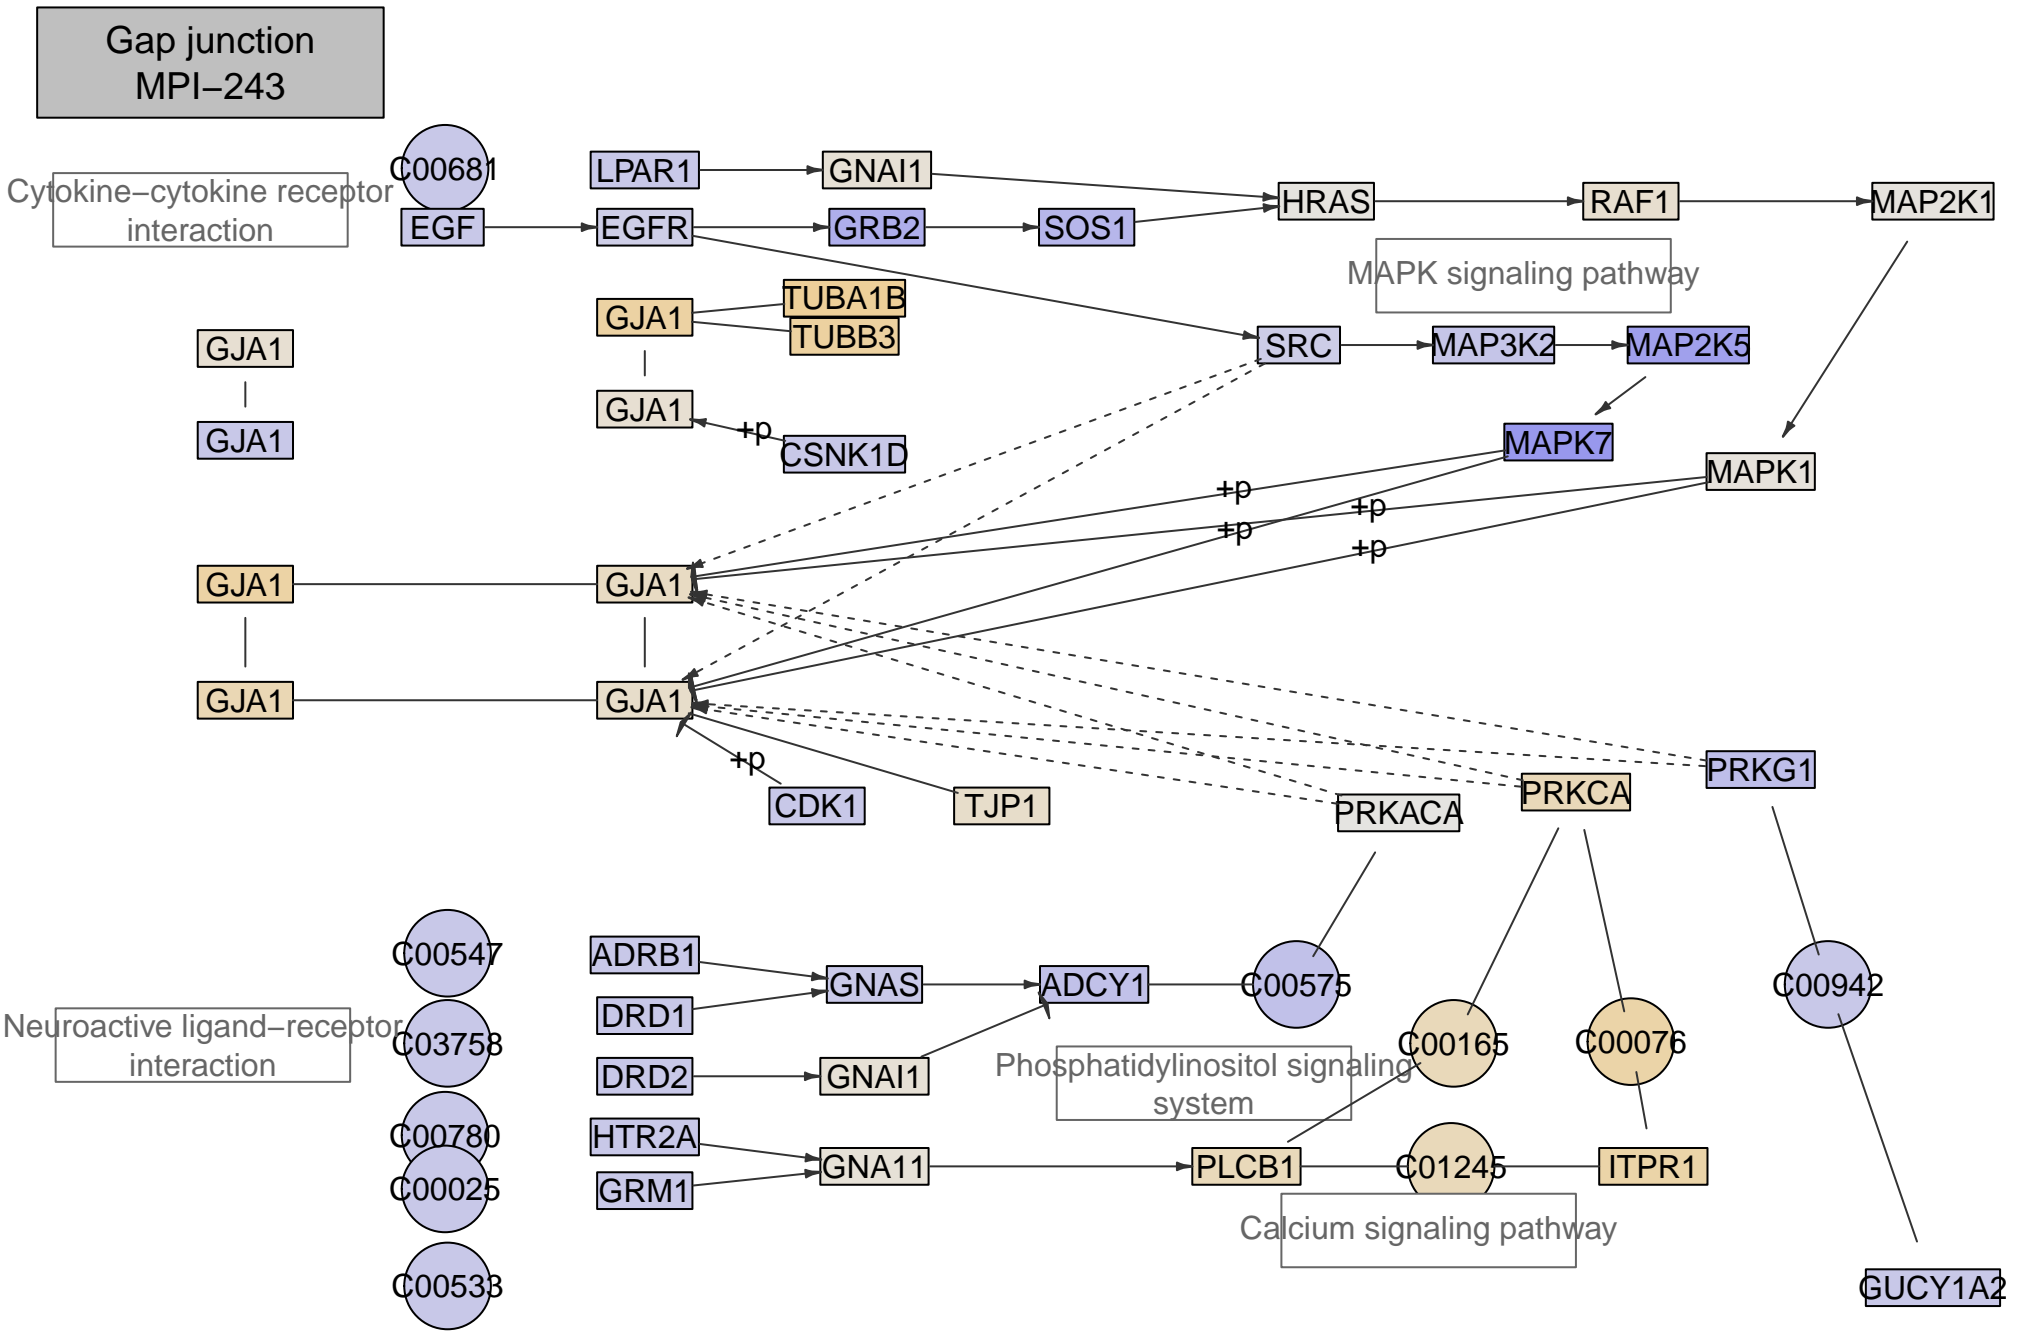 Gap junction
MPI−243
C00681
LPAR1
GNAI1
Cytokine−cytokine receptor
interaction
HRAS
RAF1
MAP2K1
EGF
EGFR
GRB2
SOS1
MAPK signaling pathway
TUBA1B
GJA1
TUBB3
GJA1
SRC
MAP3K2
MAP2K5
GJA1
+p
CSNK1D
GJA1
MAPK7
MAPK1
+p
+p
+p
+p
GJA1
GJA1
GJA1
GJA1
+p
CDK1
TJP1
PRKACA
PRKCA
PRKG1
C00547
ADRB1
GNAS
ADCY1
C00575
C00942
DRD1
Neuroactive ligand−receptor
interaction
C03758
C00165
C00076
DRD2
GNAI1
Phosphatidylinositol signaling
system
C00780
HTR2A
GNA11
PLCB1
C01245
ITPR1
C00025
GRM1
Calcium signaling pathway
C00533
GUCY1A2